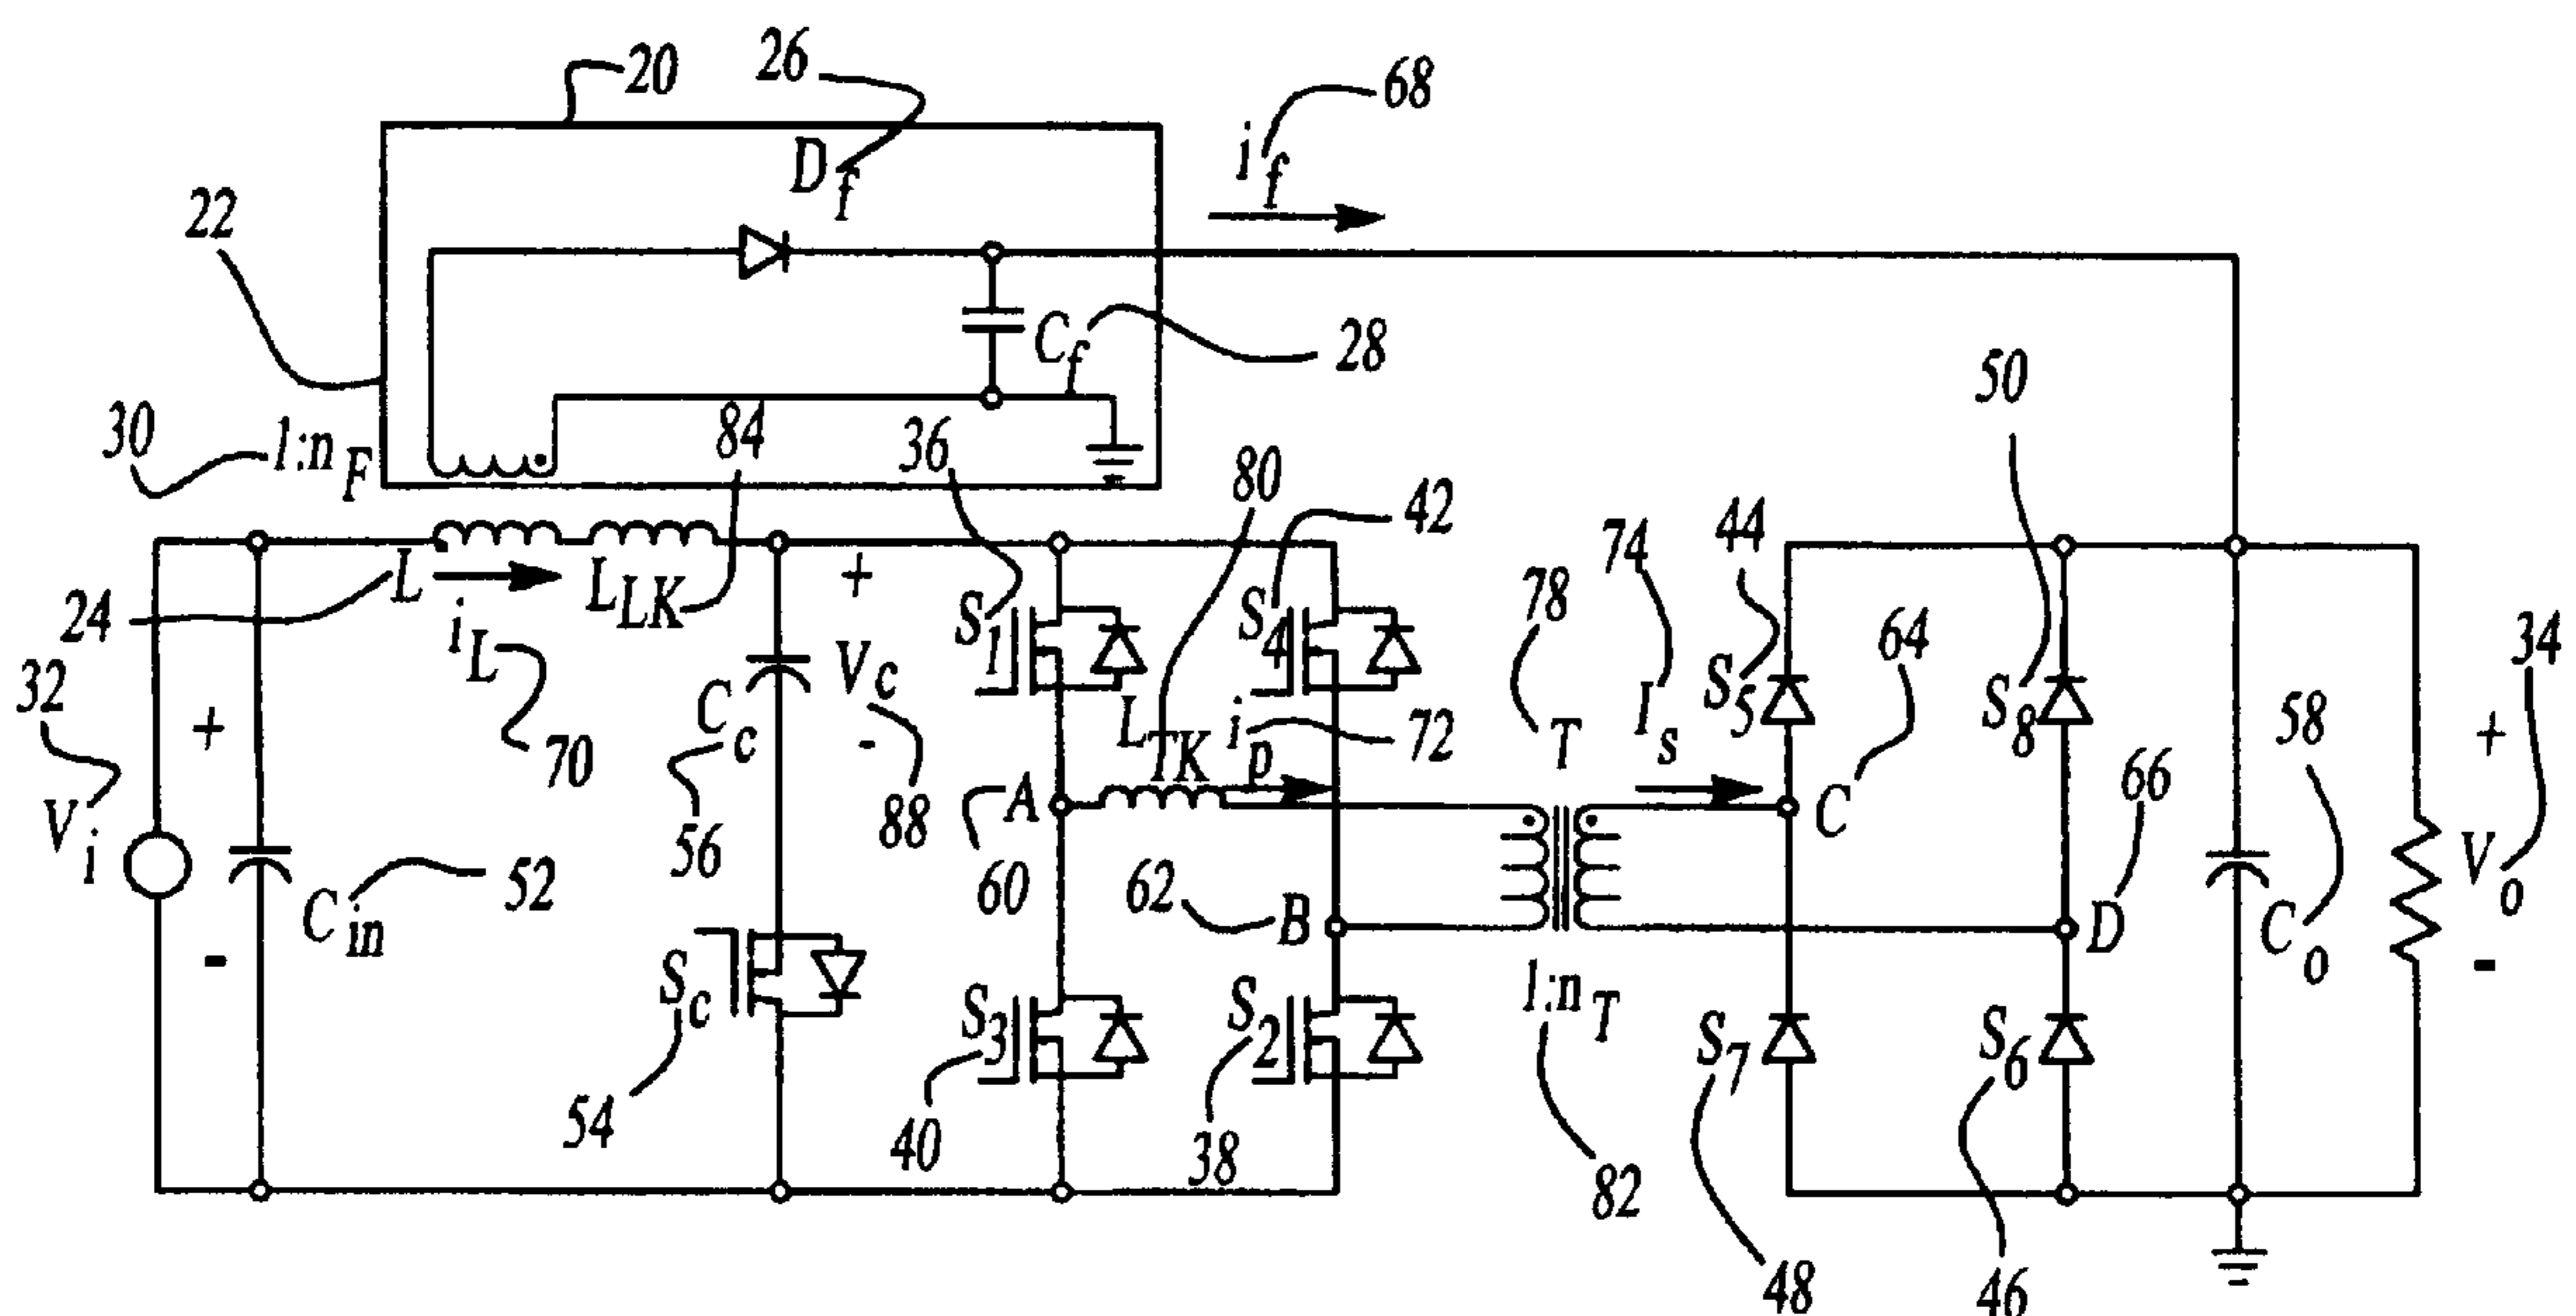 20
26
68
D_f
i_f
22
C_f
28
50
30
1:n_F
84
36
80
42
74
44
24
L
L_LK
i_L
S_1
S_4
78
S_5
64
S_8
34
32
+
70
C_c
+
V_c
-
L_TK
i_p
72
T
I_s
58
+
V_i
56
88
A
C
66
C_in
52
60
62
B
D
C_o
V_o
-
S_c
S_3
S_2
1:n_T
S_7
S_6
-
54
40
38
82
48
46